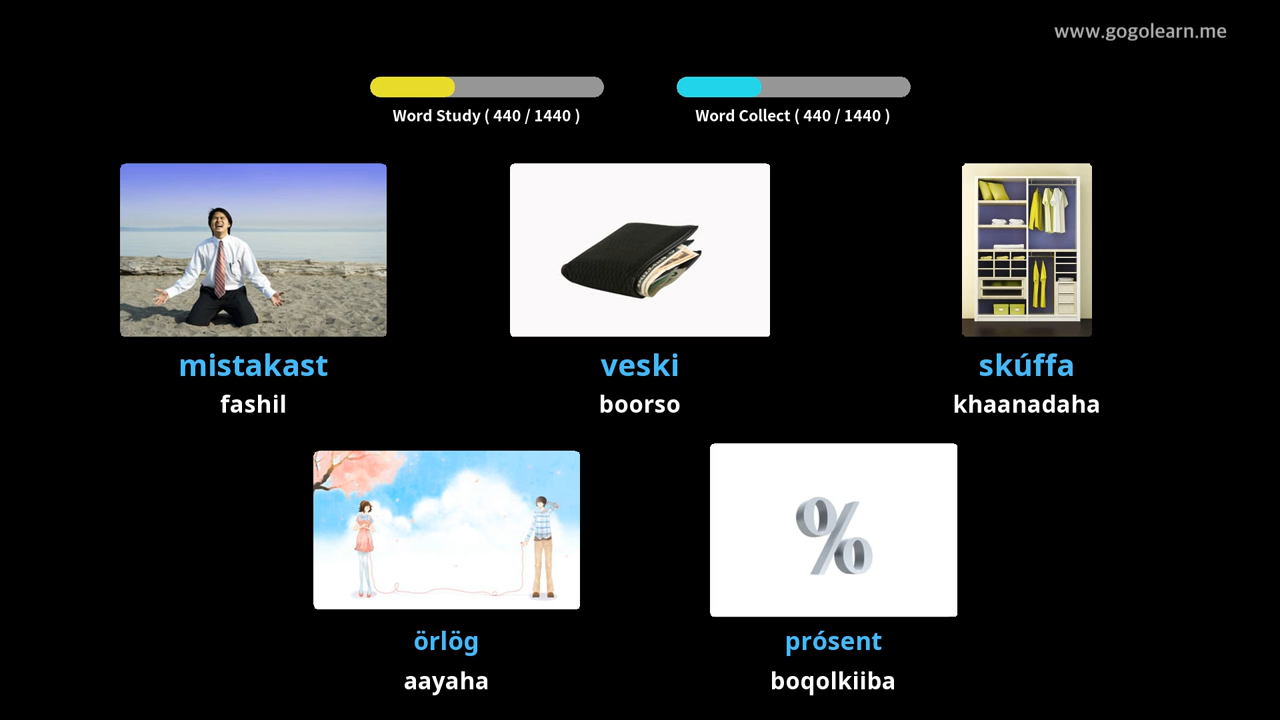 www.gogolearn.me
Word Study ( 440 / 1440 )
Word Collect ( 440 / 1440 )
mistakast
fashil
veski
boorso
skúffa
khaanadaha
örlög
aayaha
%
prósent
boqolkiiba